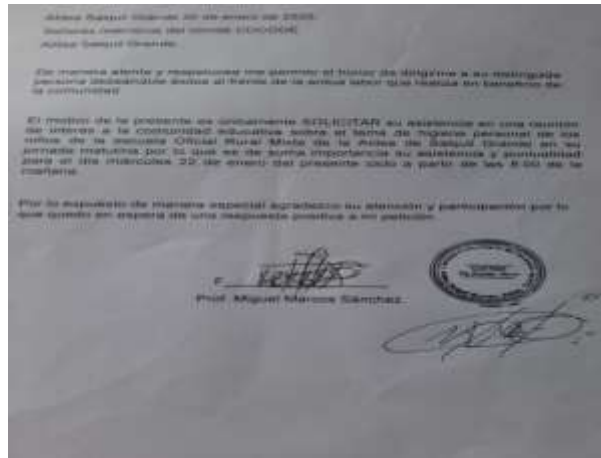 Aldea Salquil Grande 20 de enero de 2020.
Señores miembros del comité COCODE
Aldea Salquil Grande.
De manera atenta y respetuosa me permito el honor de dirigirme a su distinguida
persona deseándole éxitos al frente de la ardua labor que realiza en beneficio de
la comunidad
El motivo de la presente es únicamente SOLICITAR su asistencia en una reunión
de interés a la comunidad educativa sobre el tema de higiene personal de los
niños de la escuela Oficial Rural Mixta de la Aldea de Salquil Grande en su
jornada matutina por lo que es de suma importancia su asistencia y puntualidad
para el día miércoles 22 de enero del presente ciclo a partir de las 8:00 de la
mañana.
Por lo expuesto de manera especial agradezco su atención y participación por lo
que quedo en espera de una respuesta positiva a mi petición.
F.
Prof. Miguel Marcos Sánchez